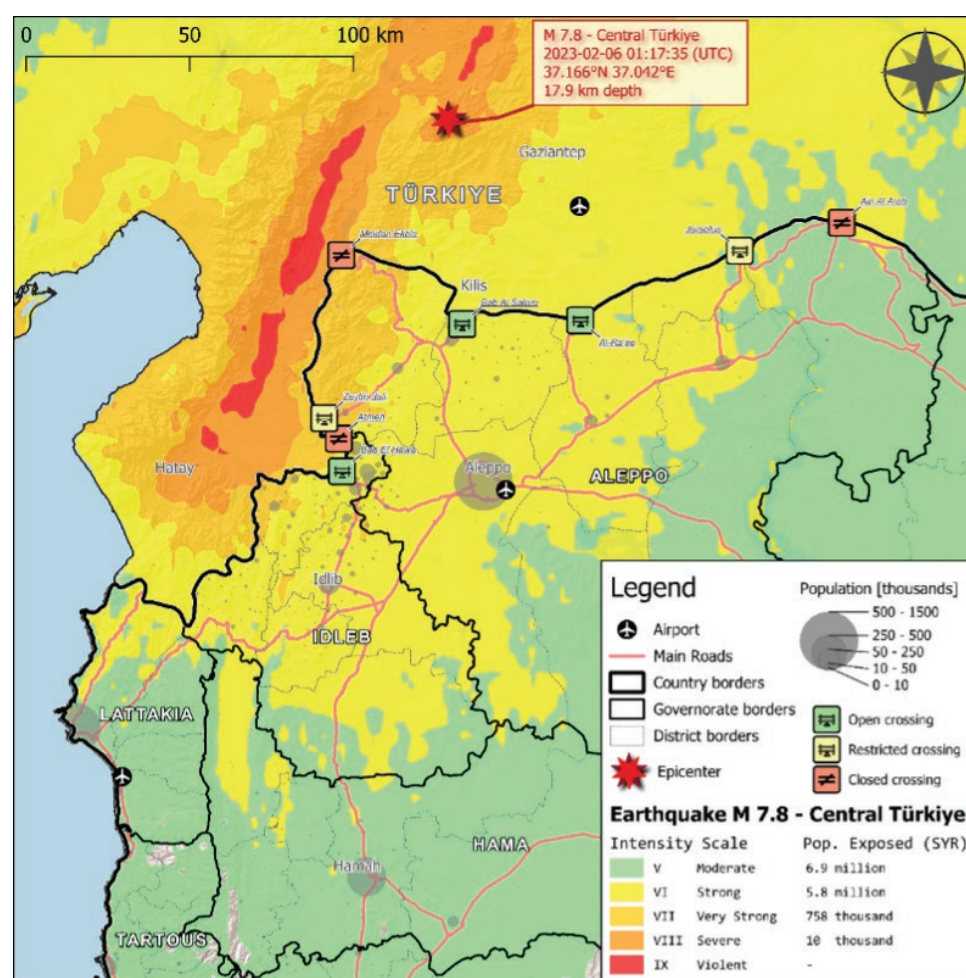 0 50 100 km
M 7.8 - Central Türkiye
2023-02-06 01:17:35 (UTC)
37.166°N 37.042°E
17.9 km depth
Gaziantep
TÜRKİYE
Ain Al Arab
Jarablus
Meidan Ekbiz
Kilis
Bab Al Salam
Al-Ra'ee
Atmeh
Bab El Hawa
Hatay
Aleppo
ALEPPO
Idlib
IDLEB
LATTAKIA
HAMA
Hamah
TARTOUS
Legend
Airport
Main Roads
Country borders
Governorate borders
District borders
Epicenter
Population [thousands]
500 - 1500
250 - 500
50 - 250
10 - 50
0 - 10
Open crossing
Restricted crossing
Closed crossing
Earthquake M 7.8 - Central Türkiye
Intensity Scale Pop. Exposed (SYR)
V Moderate 6.9 million
VI Strong 5.8 million
VII Very Strong 758 thousand
VIII Severe 10 thousand
IX Violent -